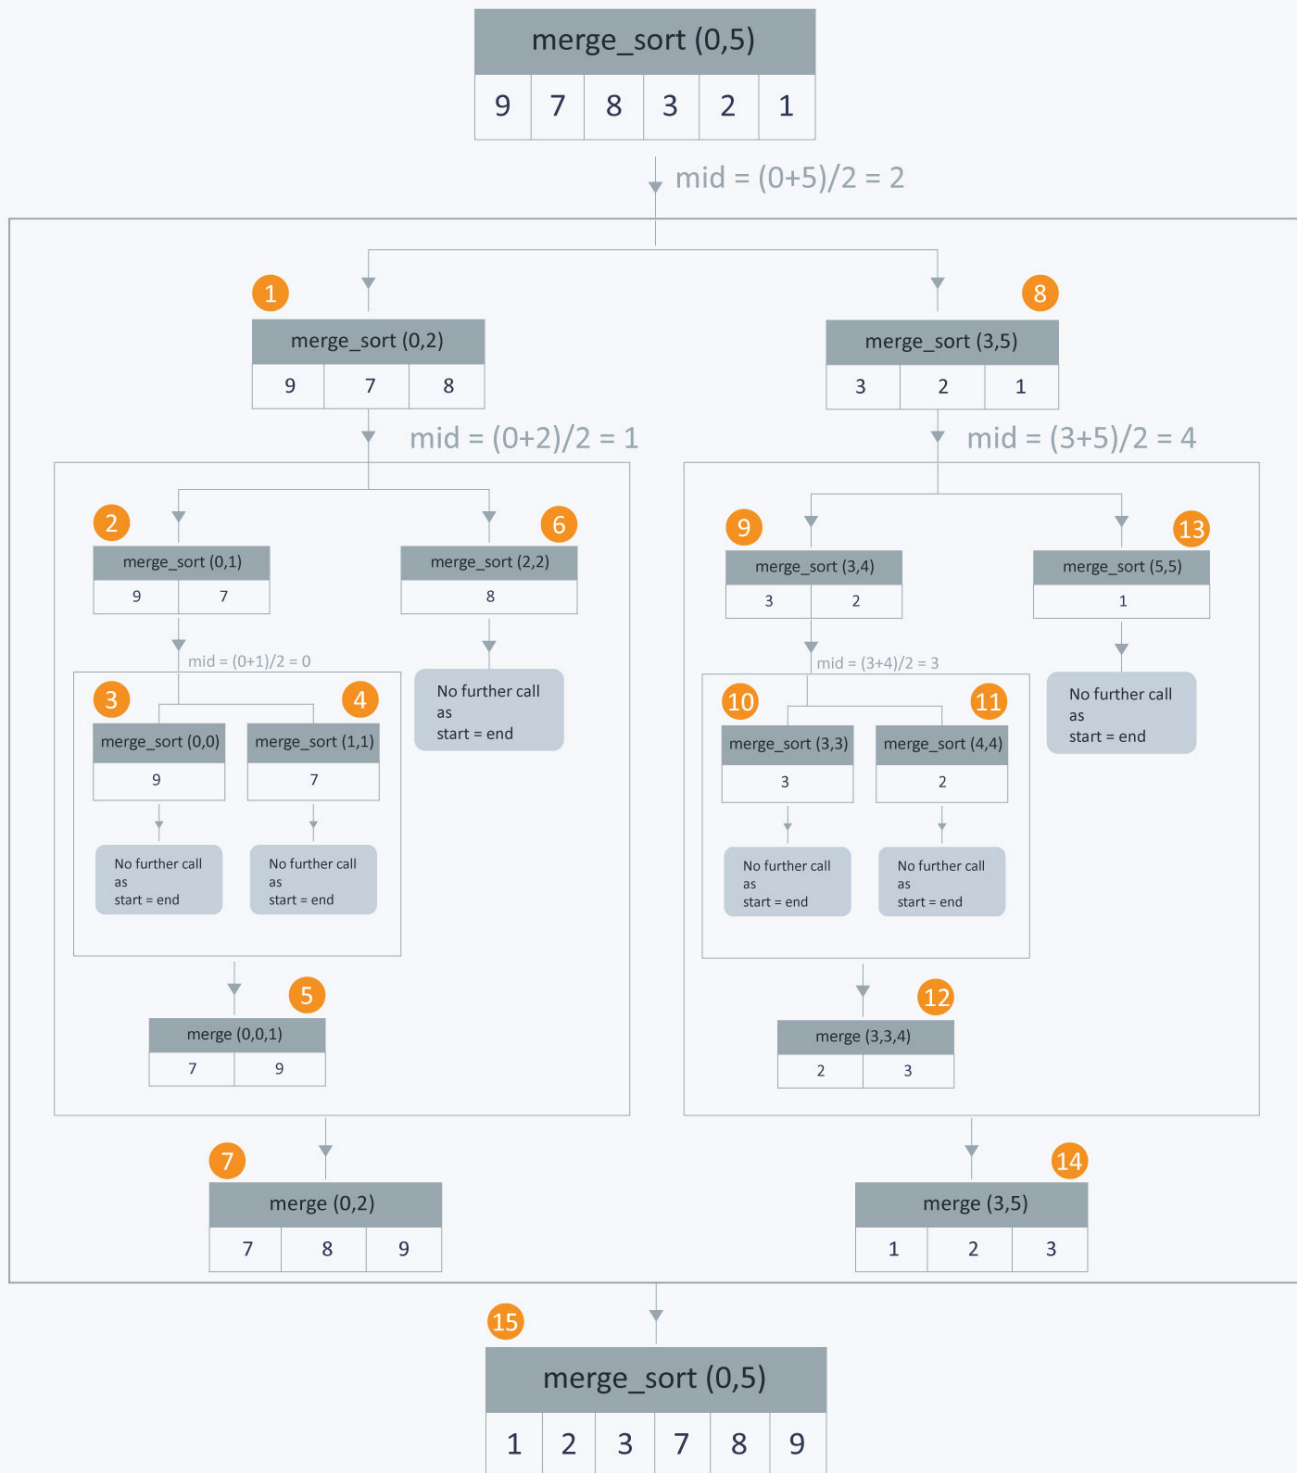 merge_sort (0,5)
9 7 8 3 2 1
mid = (0+5)/2 = 2
1
merge_sort (0,2)
9 7 8
mid = (0+2)/2 = 1
2
merge_sort (0,1)
9 7
mid = (0+1)/2 = 0
3
merge_sort (0,0)
9
No further call
as
start = end
4
merge_sort (1,1)
7
No further call
as
start = end
5
merge (0,0,1)
7 9
6
merge_sort (2,2)
8
No further call
as
start = end
7
merge (0,2)
7 8 9
8
merge_sort (3,5)
3 2 1
mid = (3+5)/2 = 4
9
merge_sort (3,4)
3 2
mid = (3+4)/2 = 3
10
merge_sort (3,3)
3
No further call
as
start = end
11
merge_sort (4,4)
2
No further call
as
start = end
12
merge (3,3,4)
2 3
13
merge_sort (5,5)
1
No further call
as
start = end
14
merge (3,5)
1 2 3
15
merge_sort (0,5)
1 2 3 7 8 9